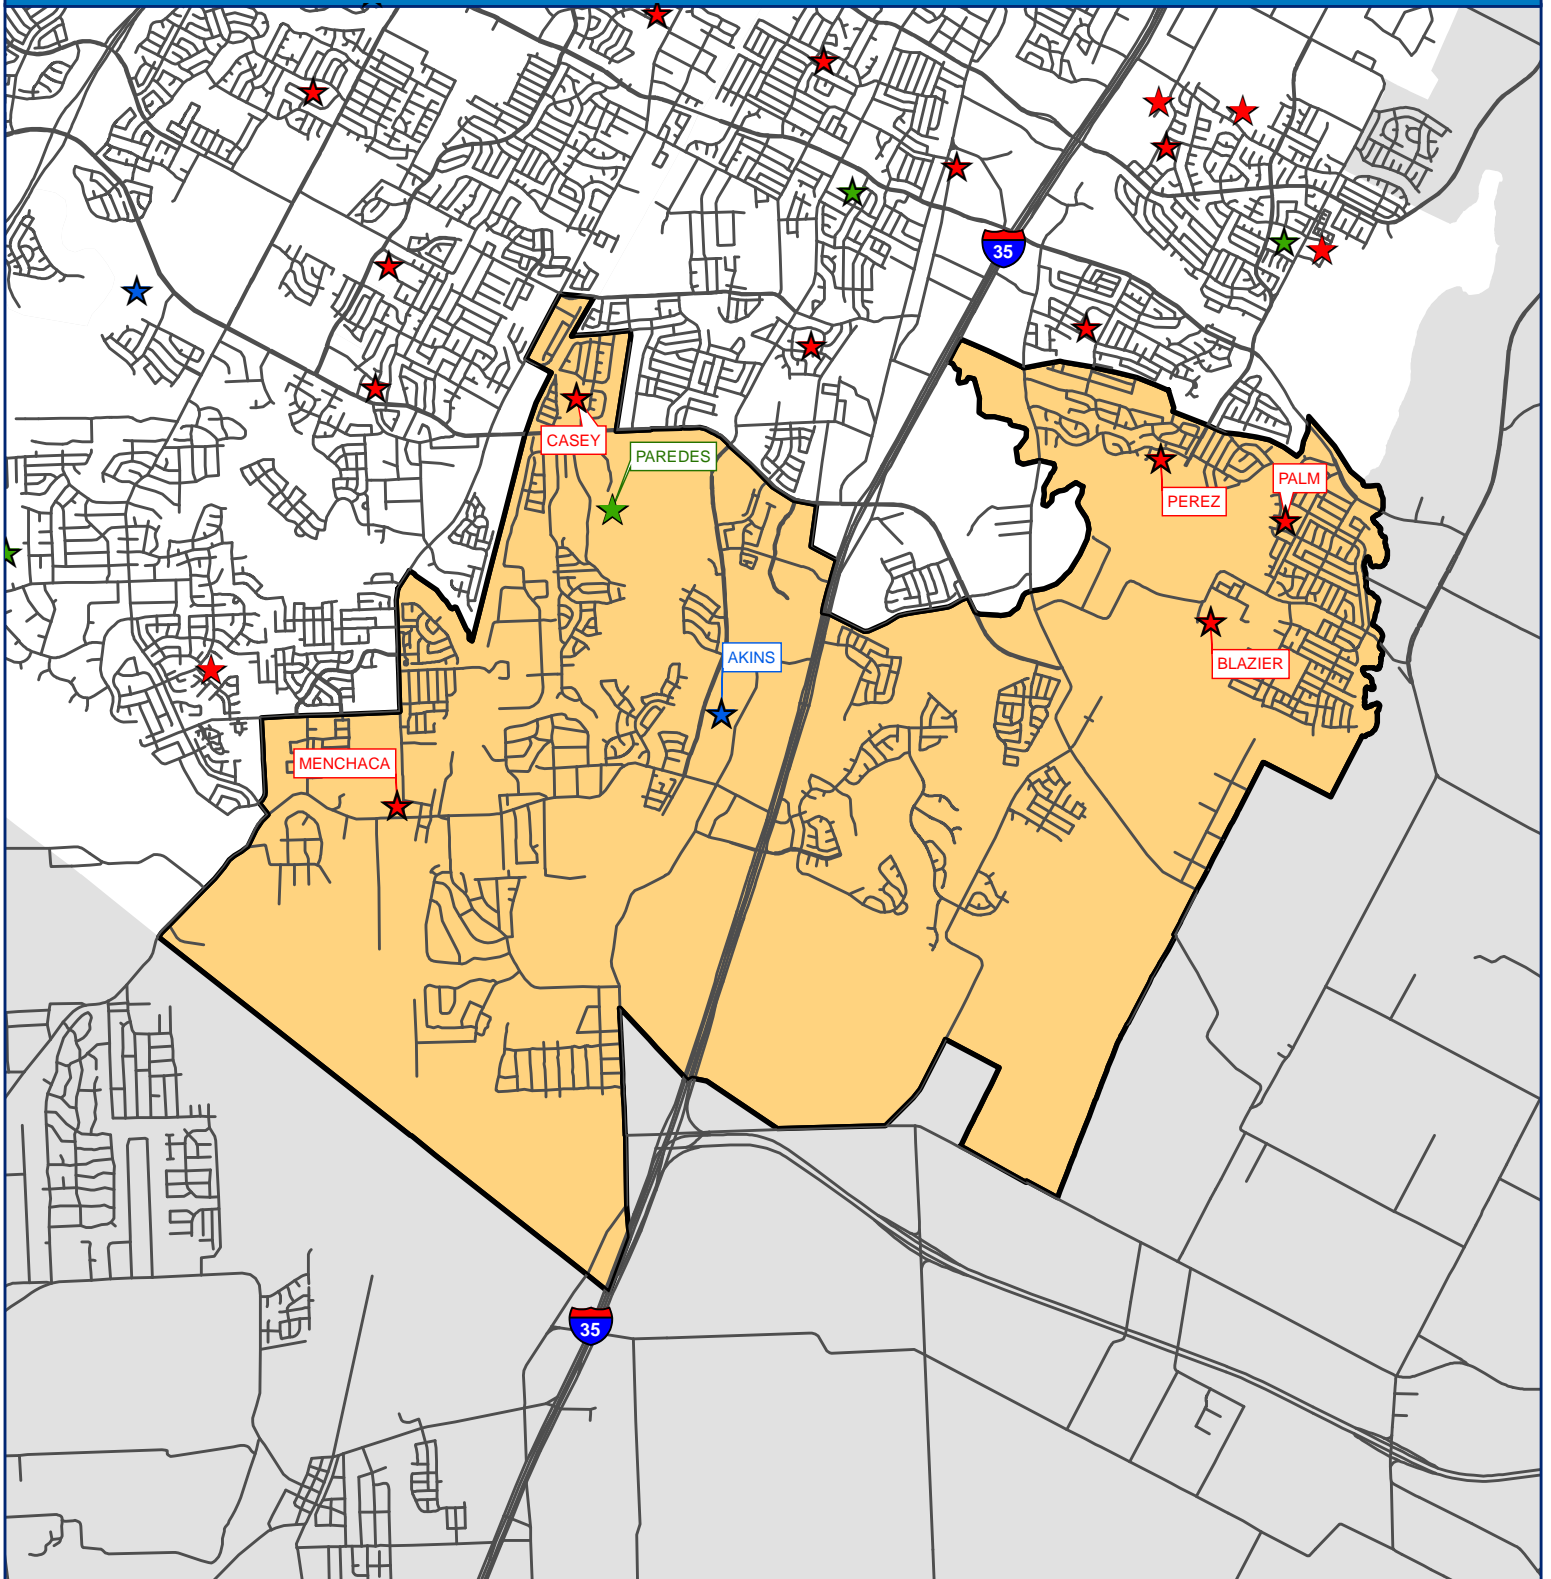 35
CASEY
PAREDES
PALM
PEREZ
AKINS
BLAZIER
MENCHACA
35